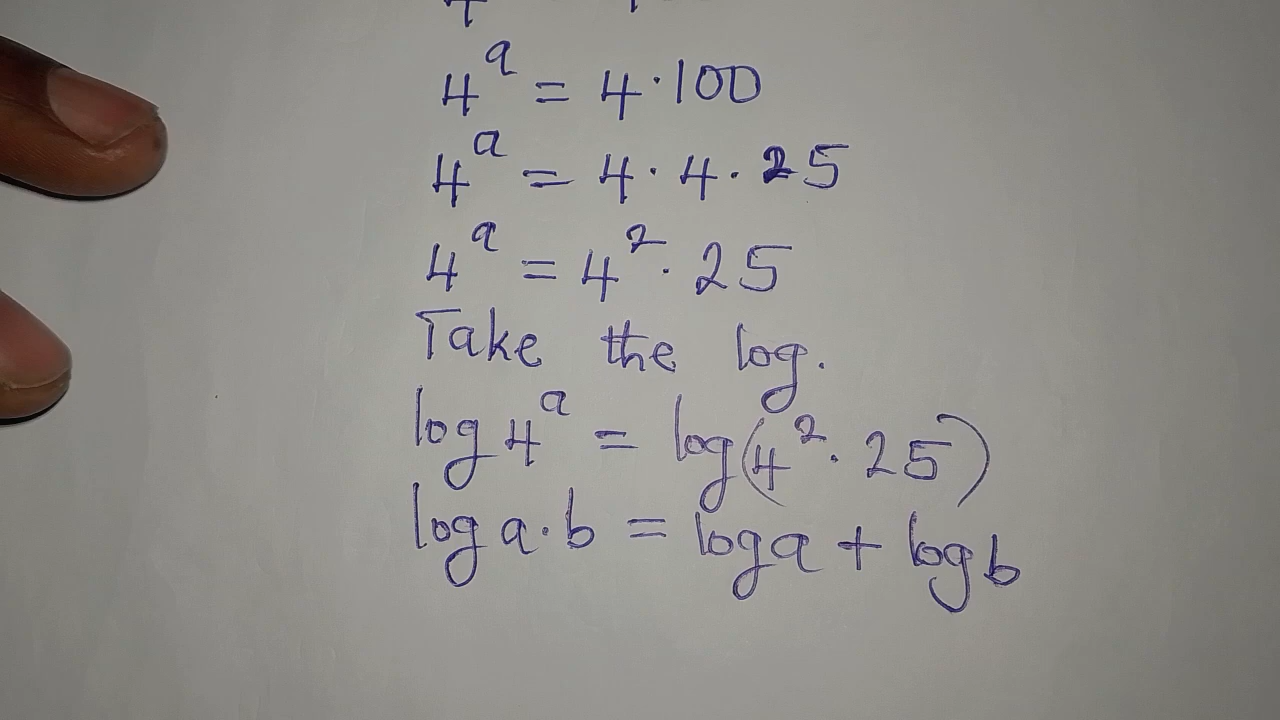 4^a = 4·100
4^a = 4·4·25
4^a = 4^2·25
Take the log.
log 4^a = log(4^2·25)
log a·b = log a + log b